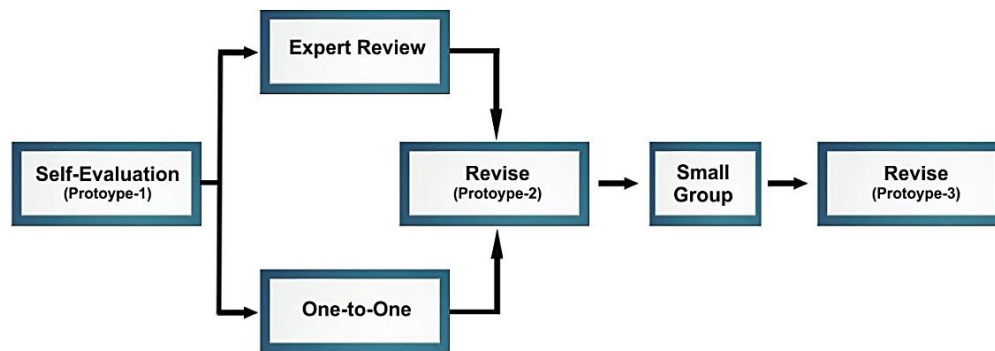 Expert Review
Self-Evaluation
(Protoype-1)
Revise
(Protoype-2)
Small
Group
Revise
(Protoype-3)
One-to-One